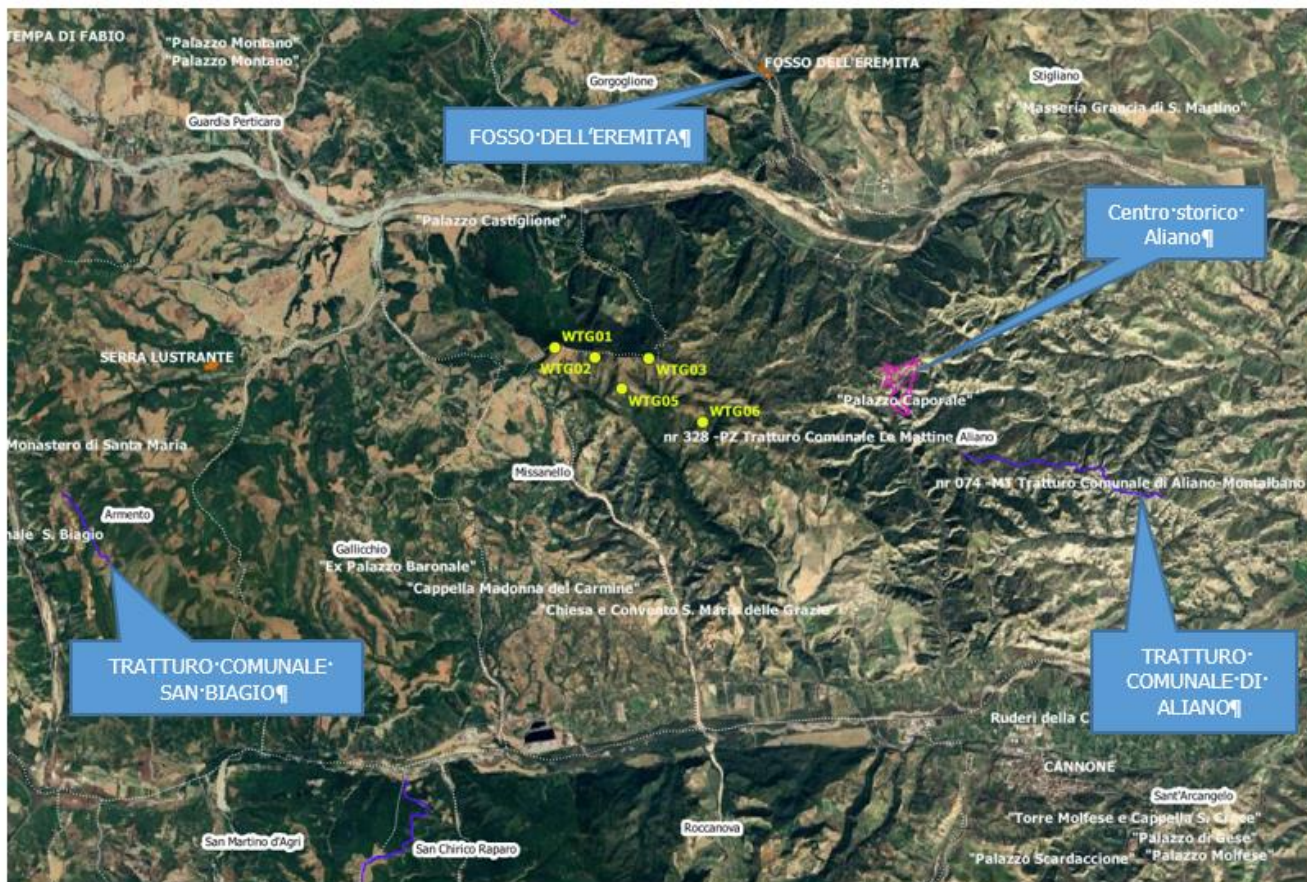 TEMPA DI FABIO
"Palazzo Montano"
"Palazzo Montano"
Gorgoglione
FOSSO DELL'EREMITA
Stigliano
"Masseria Grancia di S. Martino"
Guardia Perticara
FOSSO·DELL'EREMITA¶
"Palazzo Castiglione"
Centro·storico·
Aliano¶
WTG01
WTG02
WTG03
SERRA LUSTRANTE
WTG05
"Palazzo Caporale"
WTG06
nr 328 -PZ Tratturo Comunale Le Mattine
Aliano
Monastero di Santa Maria
Missanello
nr 074 -MT Tratturo Comunale di Aliano-Montalbano
Armento
nale S. Biagio
Gallicchio
"Ex Palazzo Baronale"
"Cappella Madonna del Carmine"
"Chiesa e Convento S. Maria delle Grazie"
TRATTURO·COMUNALE·
SAN·BIAGIO¶
TRATTURO·
COMUNALE·DI·
ALIANO¶
Ruderi della C
CANNONE
Sant'Arcangelo
"Torre Molfese e Cappella S. Croce"
"Palazzo di Gese"
"Palazzo Scardaccione"
"Palazzo Molfese"
Roccanova
San Martino d'Agri
San Chirico Raparo